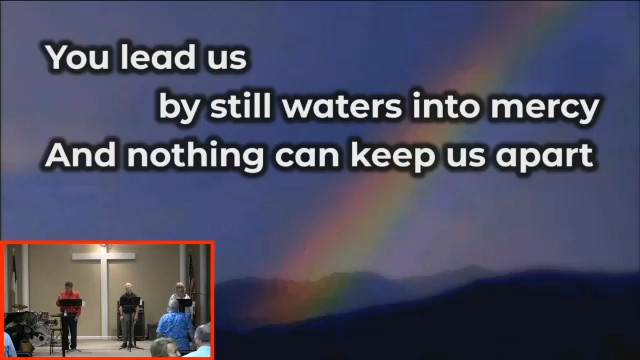 You lead us
by still waters into mercy
And nothing can keep us apart